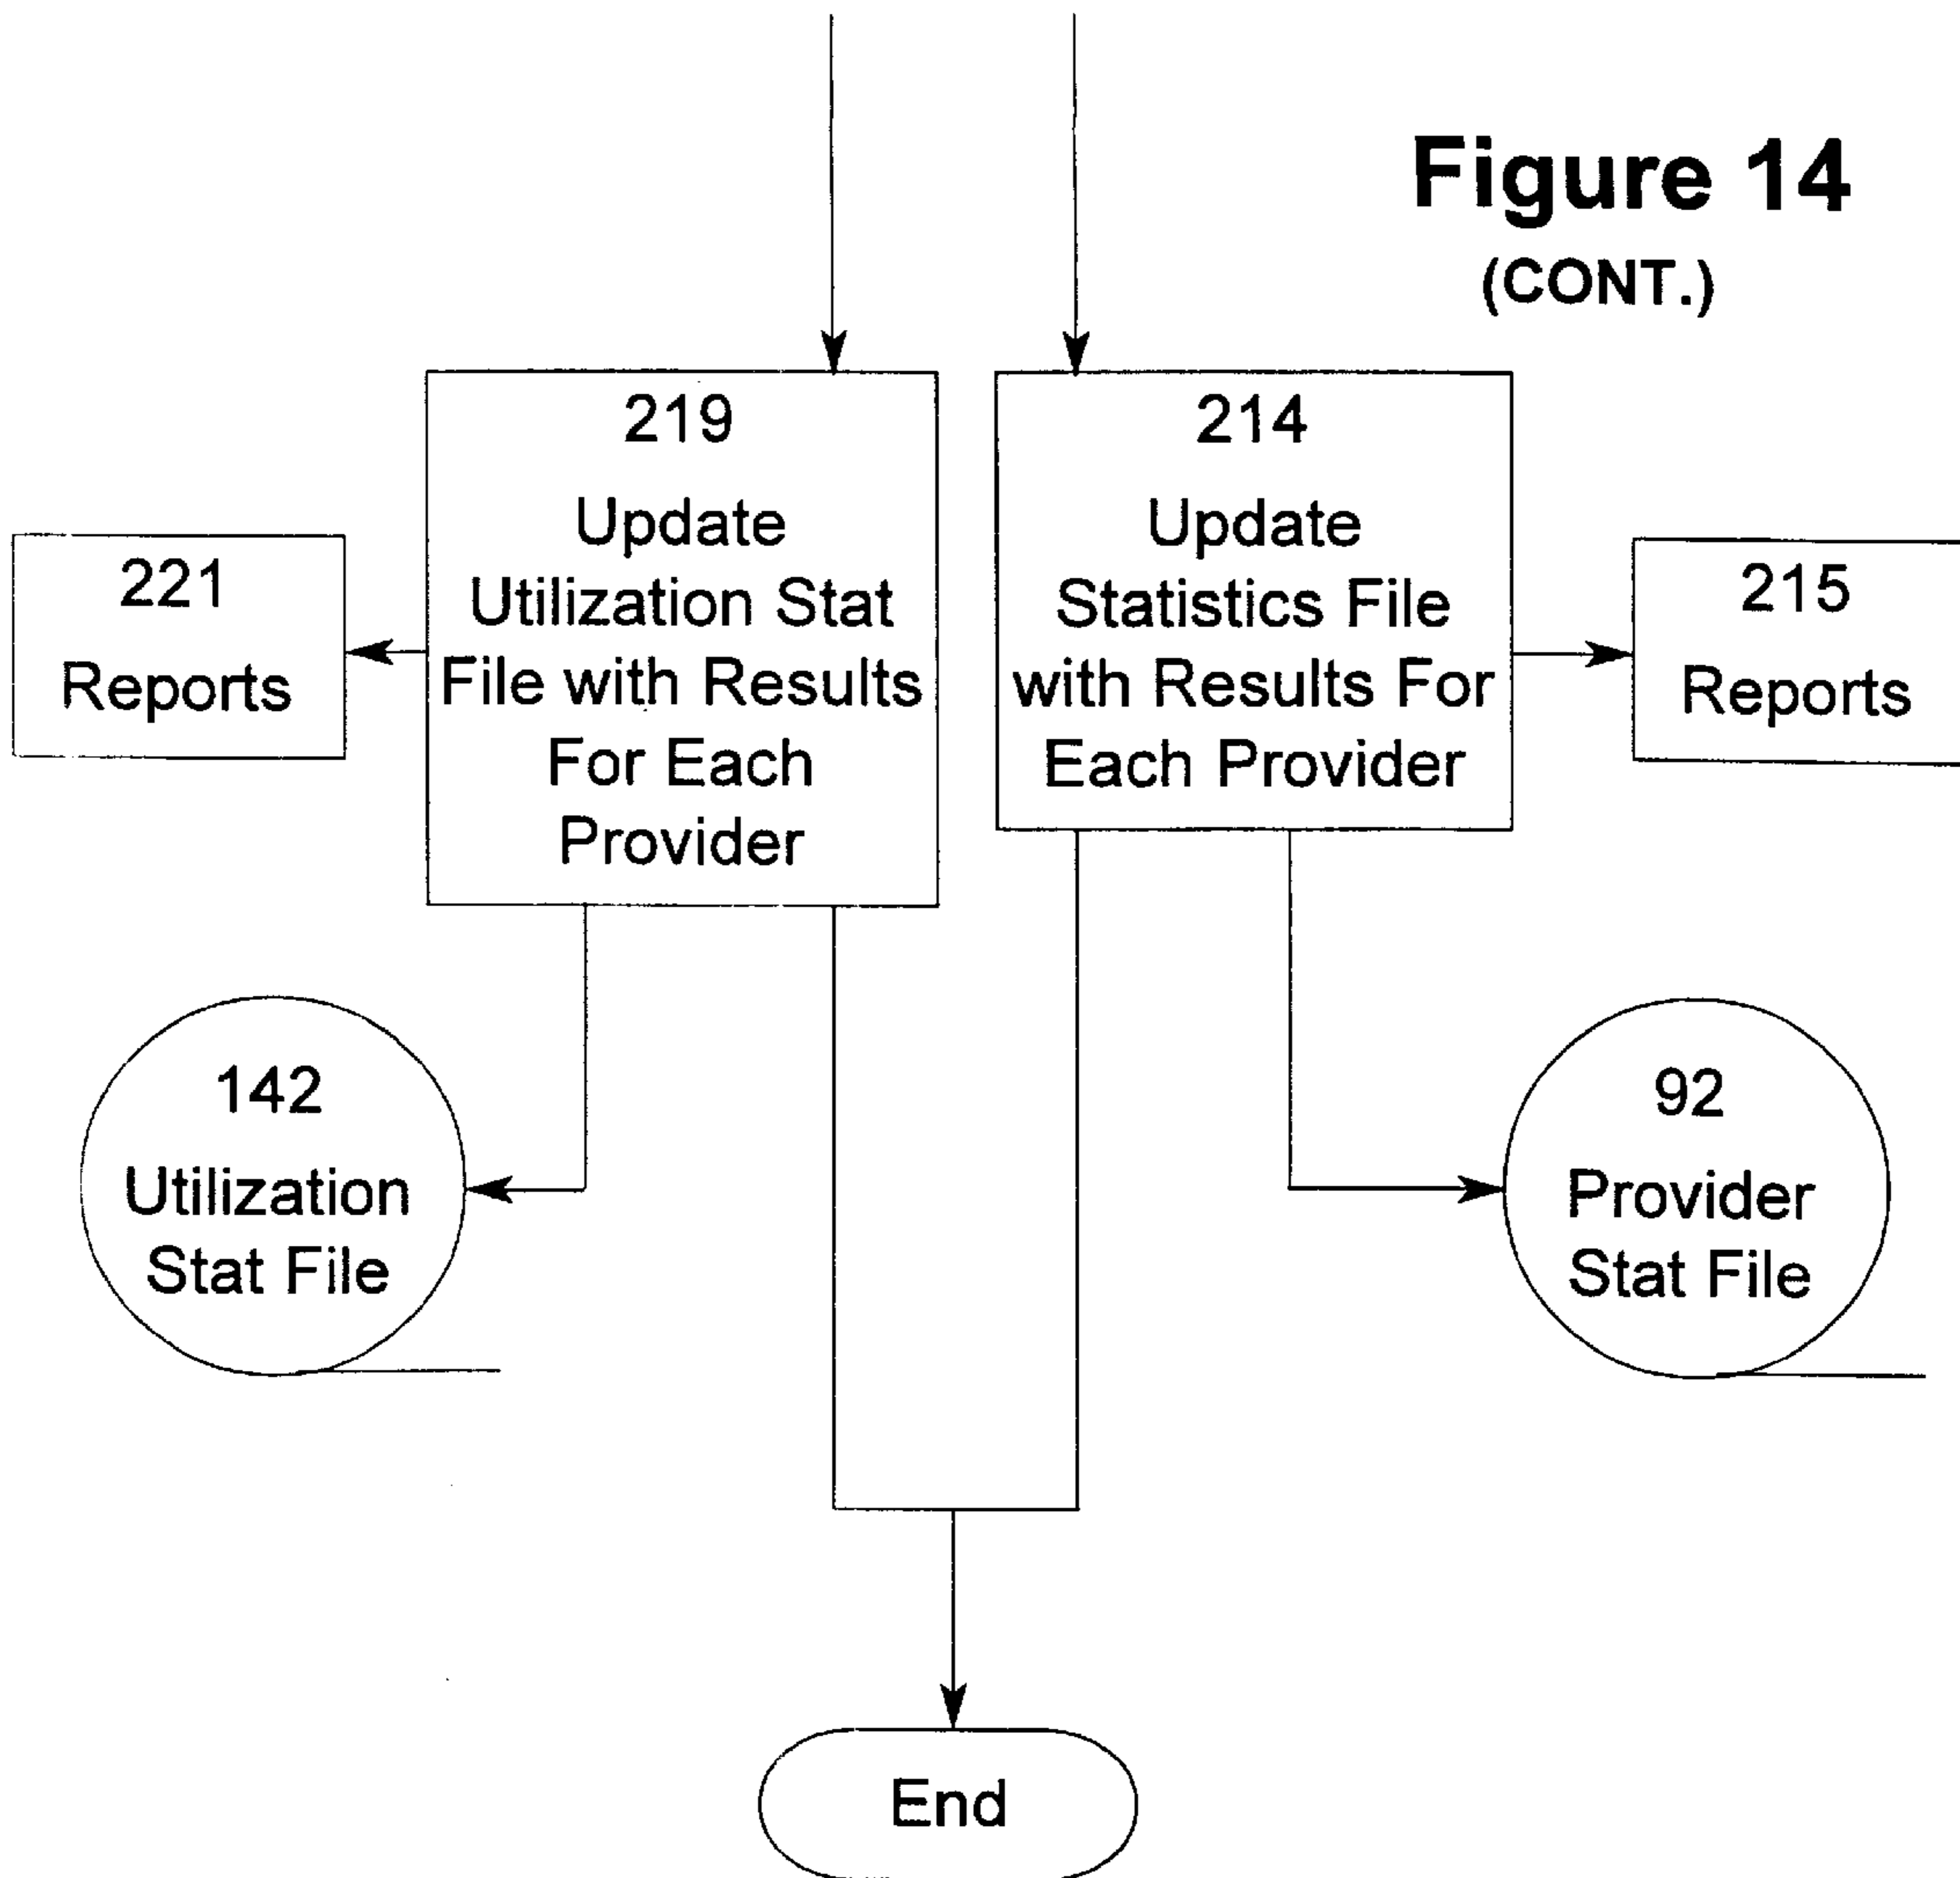 Figure 14
(CONT.)
219
Update
Utilization Stat
File with Results
For Each
Provider
214
Update
Statistics File
with Results For
Each Provider
221
Reports
215
Reports
142
Utilization
Stat File
92
Provider
Stat File
End